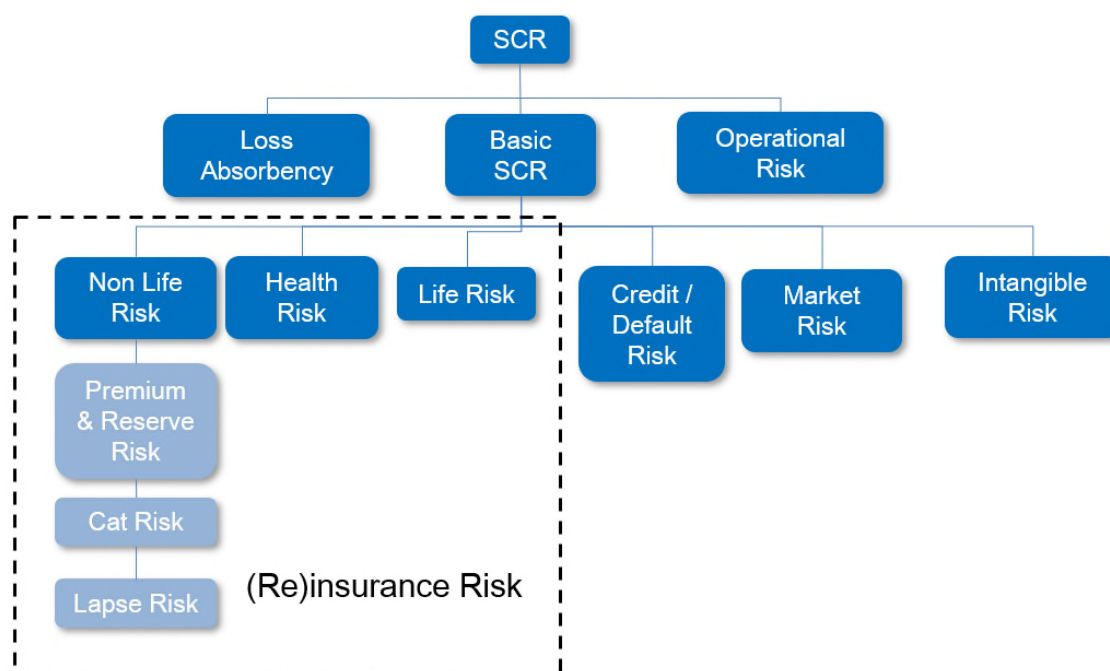 SCR
Loss
Absorbency
Basic
SCR
Operational
Risk
Non Life
Risk
Health
Risk
Life Risk
Credit /
Default
Risk
Market
Risk
Intangible
Risk
Premium
& Reserve
Risk
Cat Risk
Lapse Risk
(Re)insurance Risk